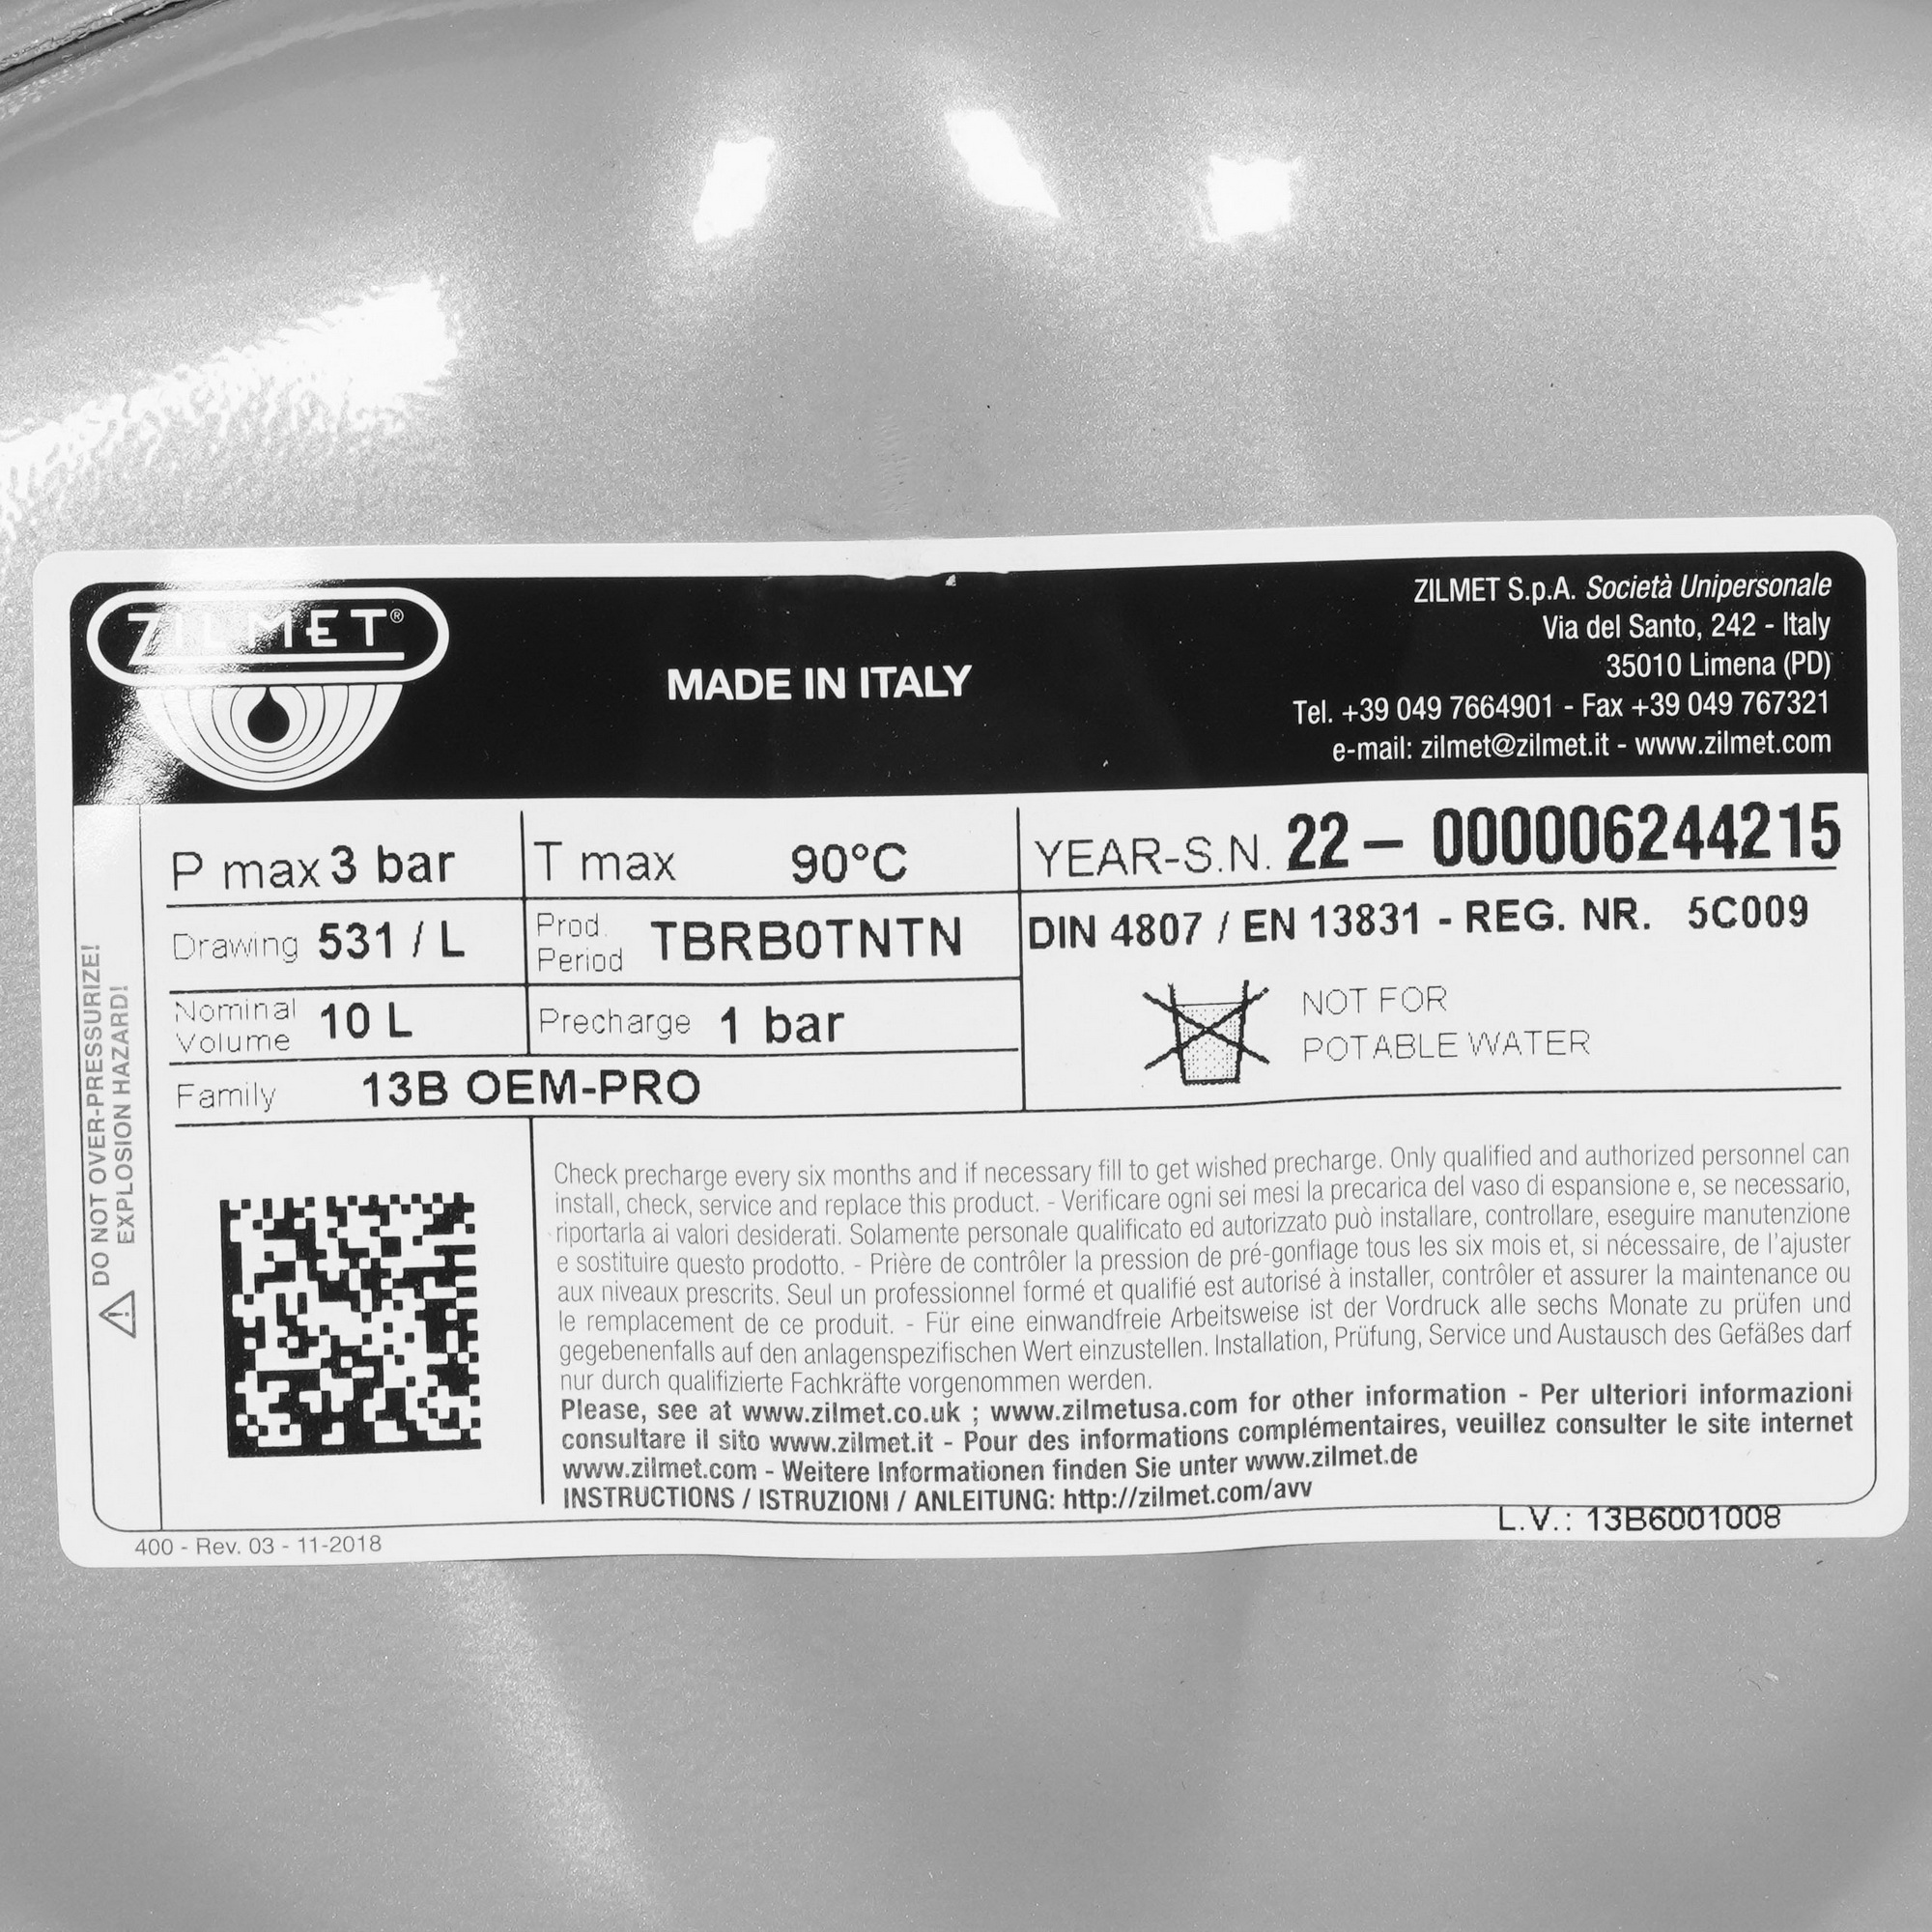 ZILMET®
MADE IN ITALY
ZILMET S.p.A. Società Unipersonale
Via del Santo, 242 - Italy
35010 Limena (PD)
Tel. +39 049 7664901 - Fax +39 049 767321
e-mail: zilmet@zilmet.it - www.zilmet.com
P max 3 bar
T max 90°C
YEAR-S.N. 22 – 000006244215
Drawing 531 / L
Prod.
Period TBRB0TNTN
DIN 4807 / EN 13831 - REG. NR. 5C009
Nominal
Volume 10 L
Precharge 1 bar
NOT FOR
POTABLE WATER
Family 13B OEM-PRO
DO NOT OVER-PRESSURIZE!
EXPLOSION HAZARD!
Check precharge every six months and if necessary fill to get wished precharge. Only qualified and authorized personnel can
install, check, service and replace this product. - Verificare ogni sei mesi la precarica del vaso di espansione e, se necessario,
riportarla ai valori desiderati. Solamente personale qualificato ed autorizzato può installare, controllare, eseguire manutenzione
e sostituire questo prodotto. - Prière de contrôler la pression de pré-gonflage tous les six mois et, si nécessaire, de l'ajuster
aux niveaux prescrits. Seul un professionnel formé et qualifié est autorisé à installer, contrôler et assurer la maintenance ou
le remplacement de ce produit. - Für eine einwandfreie Arbeitsweise ist der Vordruck alle sechs Monate zu prüfen und
gegebenenfalls auf den anlagenspezifischen Wert einzustellen. Installation, Prüfung, Service und Austausch des Gefäßes darf
nur durch qualifizierte Fachkräfte vorgenommen werden.
Please, see at www.zilmet.co.uk ; www.zilmetusa.com for other information - Per ulteriori informazioni
consultare il sito www.zilmet.it - Pour des informations complémentaires, veuillez consulter le site internet
www.zilmet.com - Weitere Informationen finden Sie unter www.zilmet.de
INSTRUCTIONS / ISTRUZIONI / ANLEITUNG: http://zilmet.com/avv
L.V.: 13B6001008
400 - Rev. 03 - 11-2018